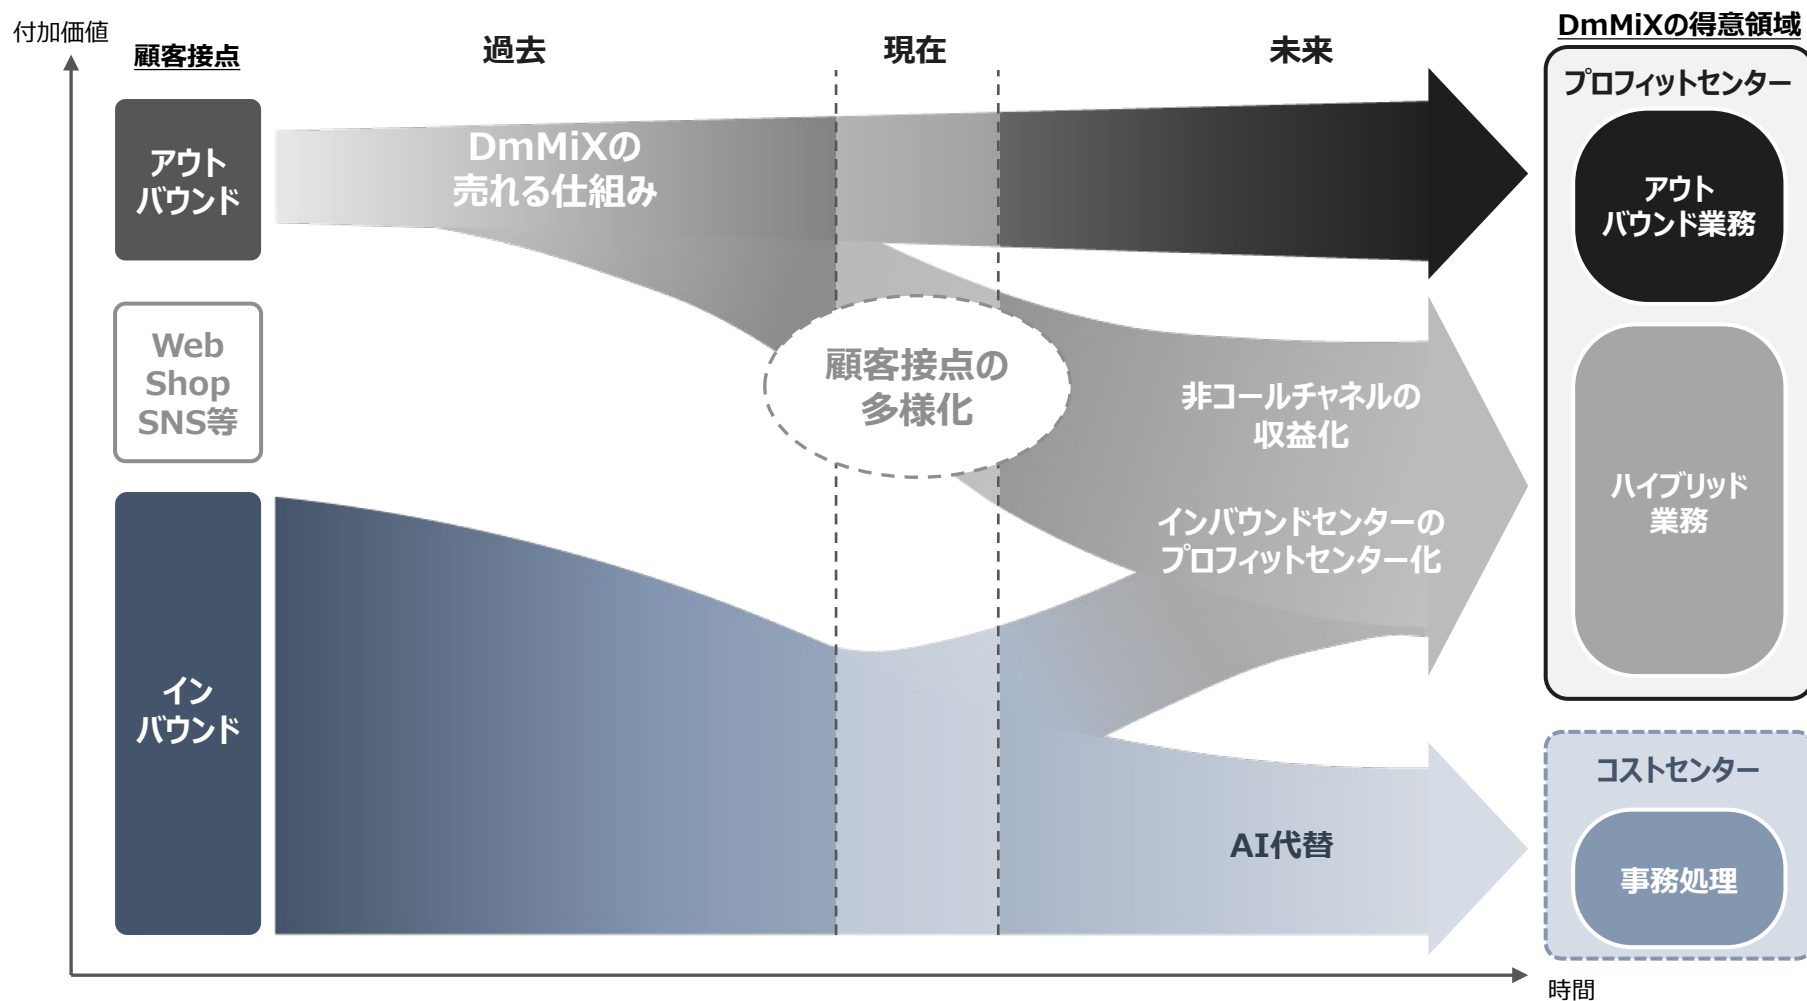 付加価値
顧客接点
過去
現在
未来
DmMiXの得意領域
プロフィットセンター
アウト
バウンド
DmMiXの
売れる仕組み
アウト
バウンド業務
Web
Shop
SNS等
顧客接点の
多様化
非コールチャネルの
収益化
インバウンドセンターの
プロフィットセンター化
ハイブリッド
業務
イン
バウンド
コストセンター
AI代替
事務処理
時間